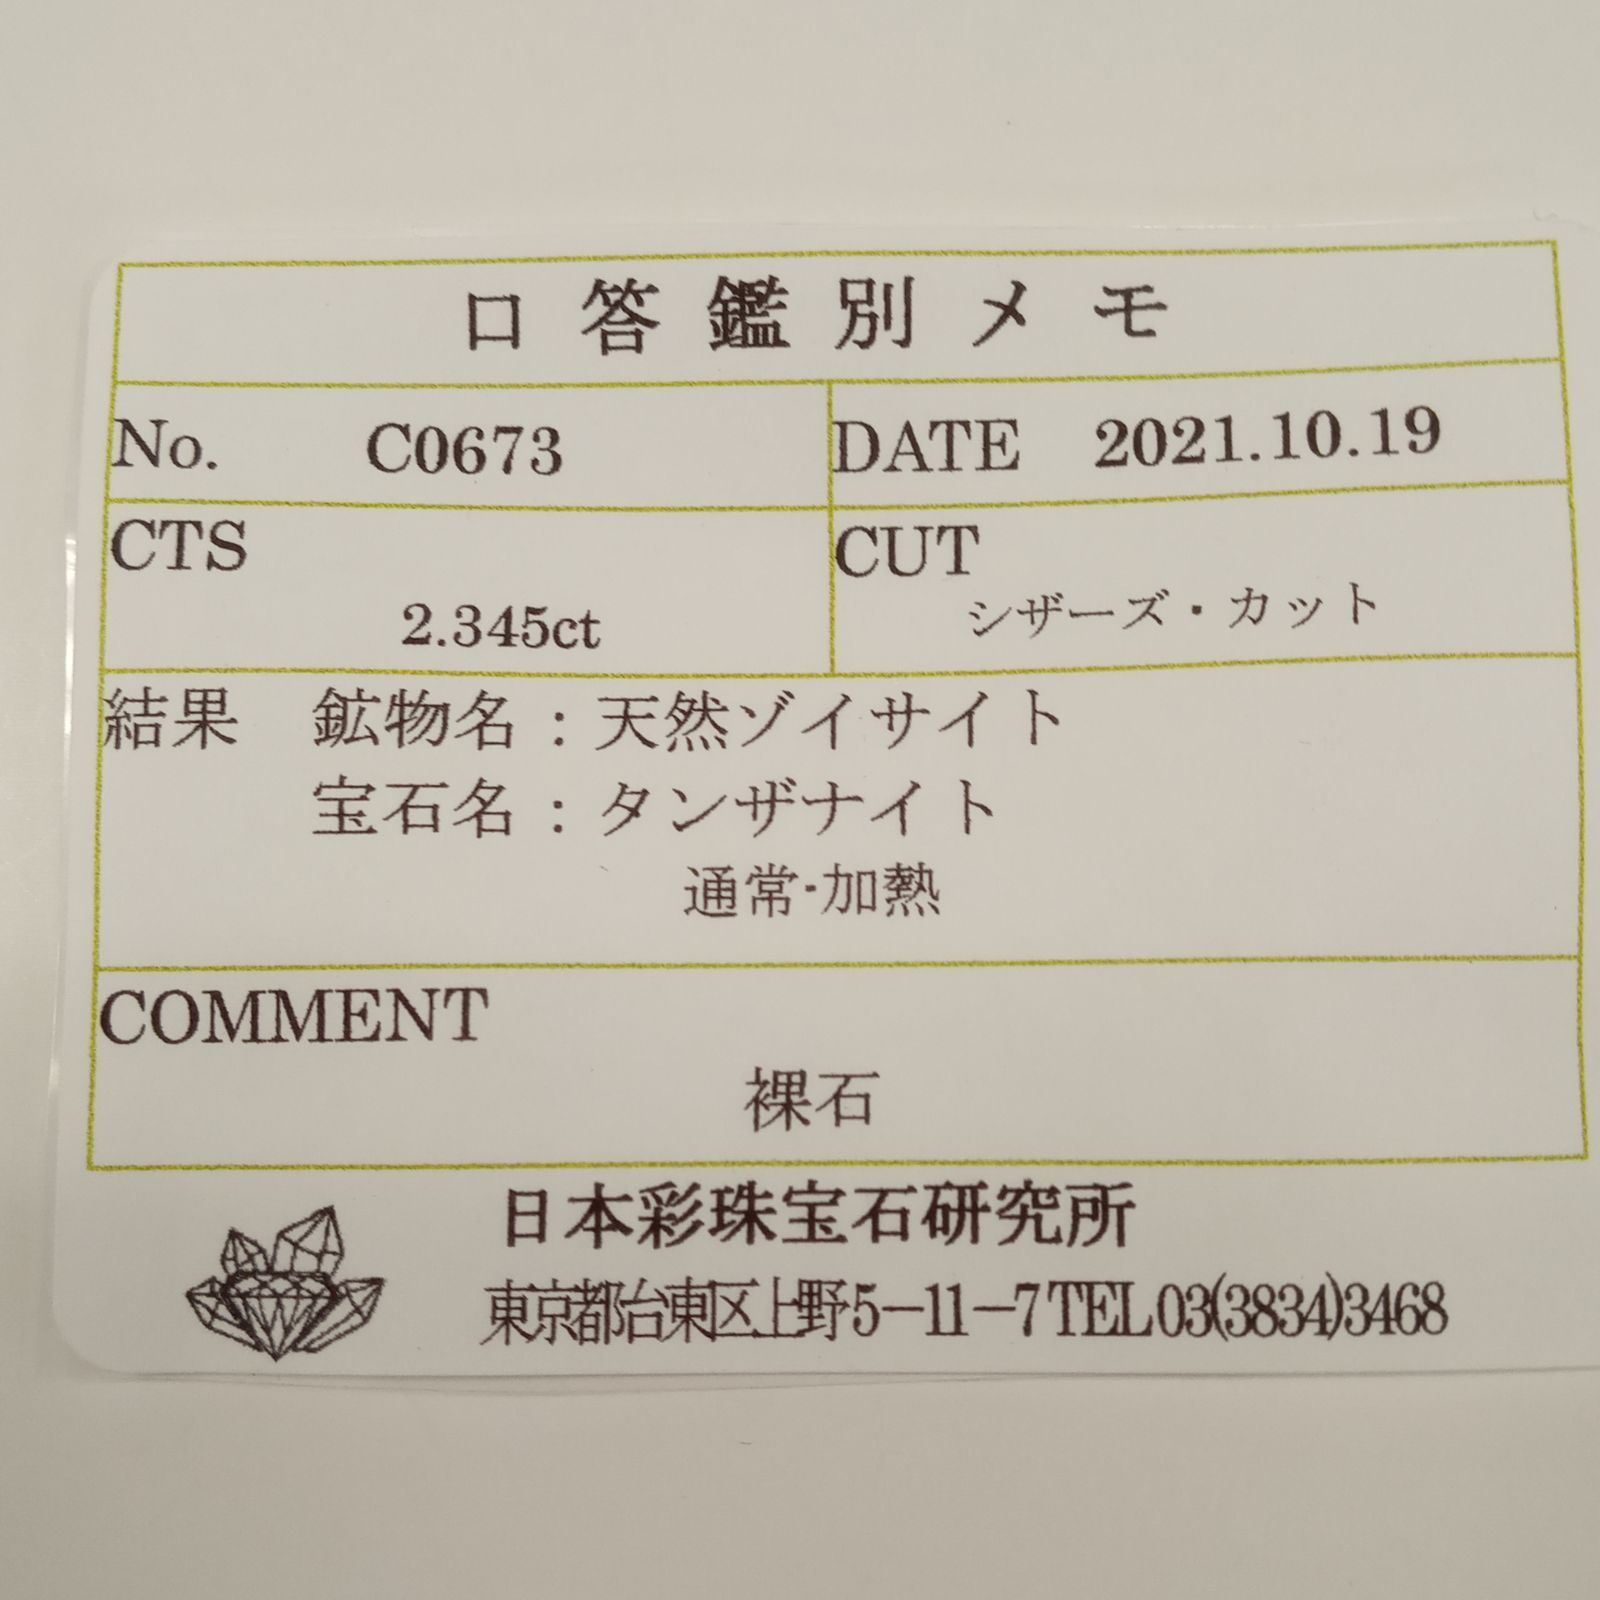 口答鑑別メモ
No. C0673 DATE 2021.10.19
CTS CUT
2.345ct シザーズ・カット
結果 鉱物名：天然ゾイサイト
宝石名：タンザナイト
通常・加熱
COMMENT
裸石
日本彩珠宝石研究所
東京都台東区上野5－11－7 TEL 03(3834)3468